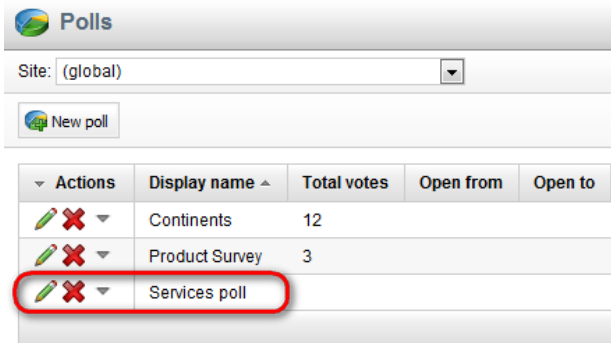 Polls
Site: (global)
New poll
Actions Display name Total votes Open from Open to
Continents 12
Product Survey 3
Services poll